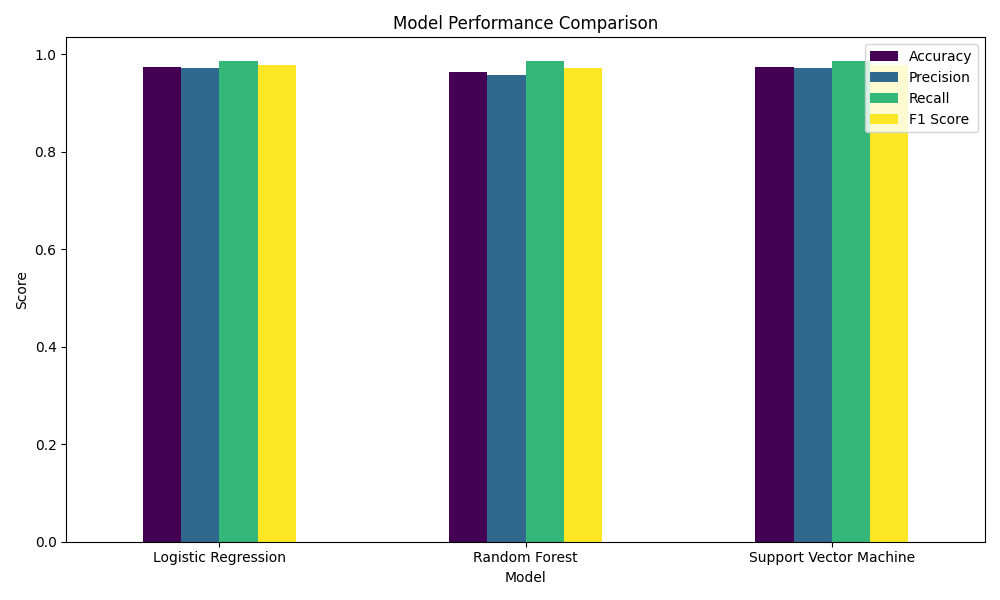 Model Performance Comparison
1.0
0.8
0.6
0.4
0.2
0.0
Score
Accuracy
Precision
Recall
F1 Score
Logistic Regression
Random Forest
Support Vector Machine
Model